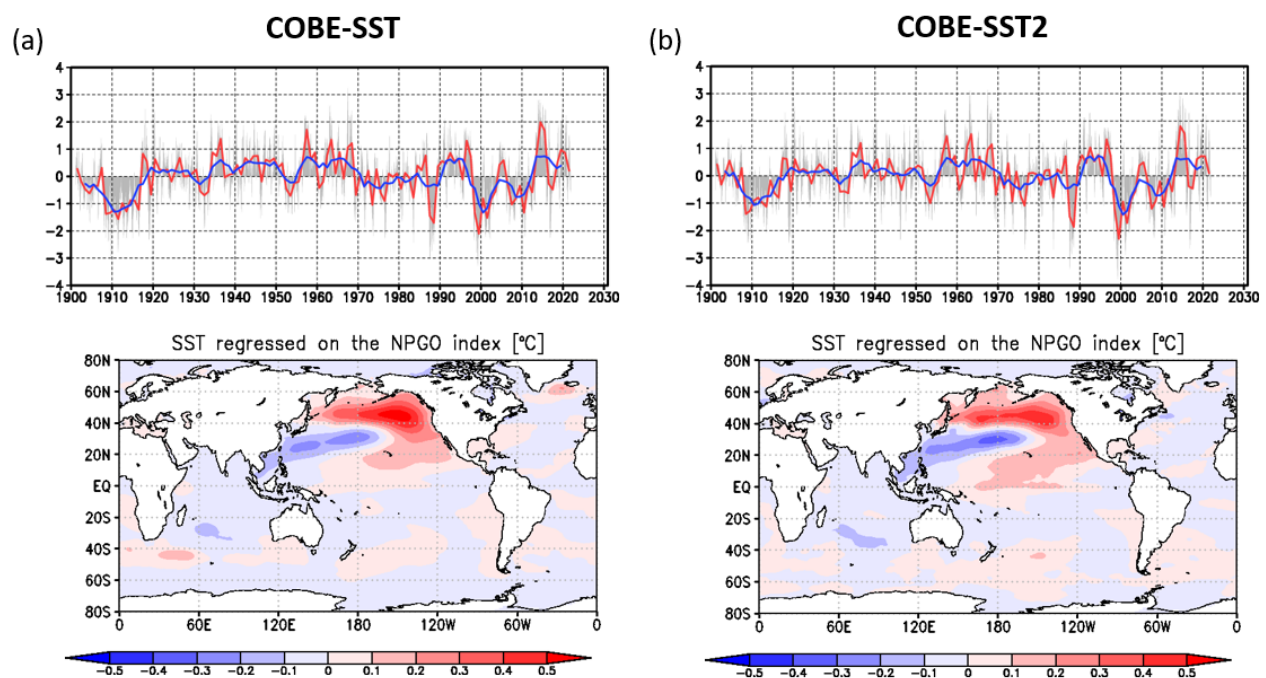 COBE-SST
COBE-SST2
(a)
(b)
4
3
2
1
0
-1
-2
-3
-4
1900 1910 1920 1930 1940 1950 1960 1970 1980 1990 2000 2010 2020 2030
4
3
2
1
0
-1
-2
-3
-4
1900 1910 1920 1930 1940 1950 1960 1970 1980 1990 2000 2010 2020 2030
SST regressed on the NPGO index [°C]
80N
60N
40N
20N
EQ
20S
40S
60S
80S
0 60E 120E 180 120W 60W 0
-0.5 -0.4 -0.3 -0.2 -0.1 0 0.1 0.2 0.3 0.4 0.5
SST regressed on the NPGO index [°C]
80N
60N
40N
20N
EQ
20S
40S
60S
80S
0 60E 120E 180 120W 60W 0
-0.5 -0.4 -0.3 -0.2 -0.1 0 0.1 0.2 0.3 0.4 0.5